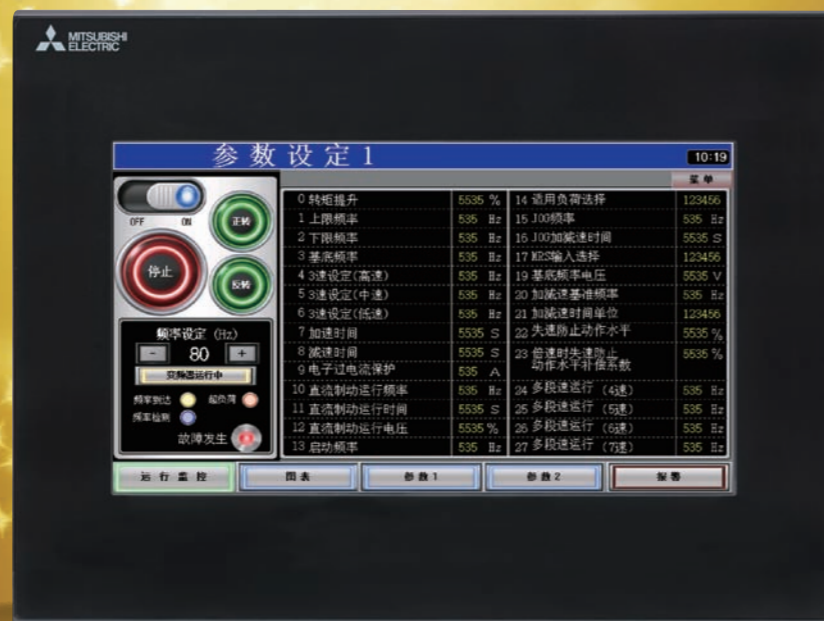 MITSUBISHI
ELECTRIC
参数设定1
10:19
菜单
OFF ON
正转
停止
反转
频率设定 (Hz)
- 80 +
变频器运行中
频率到达 超负荷
频率检测
故障发生
0 转矩提升 5535 %
1 上限频率 535 Hz
2 下限频率 535 Hz
3 基底频率 535 Hz
4 3速设定(高速) 535 Hz
5 3速设定(中速) 535 Hz
6 3速设定(低速) 535 Hz
7 加速时间 5535 S
8 减速时间 5535 S
9 电子过电流保护 535 A
10 直流制动运行频率 535 Hz
11 直流制动运行时间 5535 S
12 直流制动运行电压 5535 %
13 启动频率 535 Hz
14 适用负荷选择 123456
15 JOG频率 535 Hz
16 JOG加减速时间 5535 S
17 MRS输入选择 123456
19 基底频率电压 5535 V
20 加减速基准频率 535 Hz
21 加减速时间单位 123456
22 失速防止动作水平 5535 %
23 倍速时失速防止 5535 %
动作水平补偿系数
24 多段速运行 (4速) 535 Hz
25 多段速运行 (5速) 535 Hz
26 多段速运行 (6速) 535 Hz
27 多段速运行 (7速) 535 Hz
运行监控 图表 参数1 参数2 报警